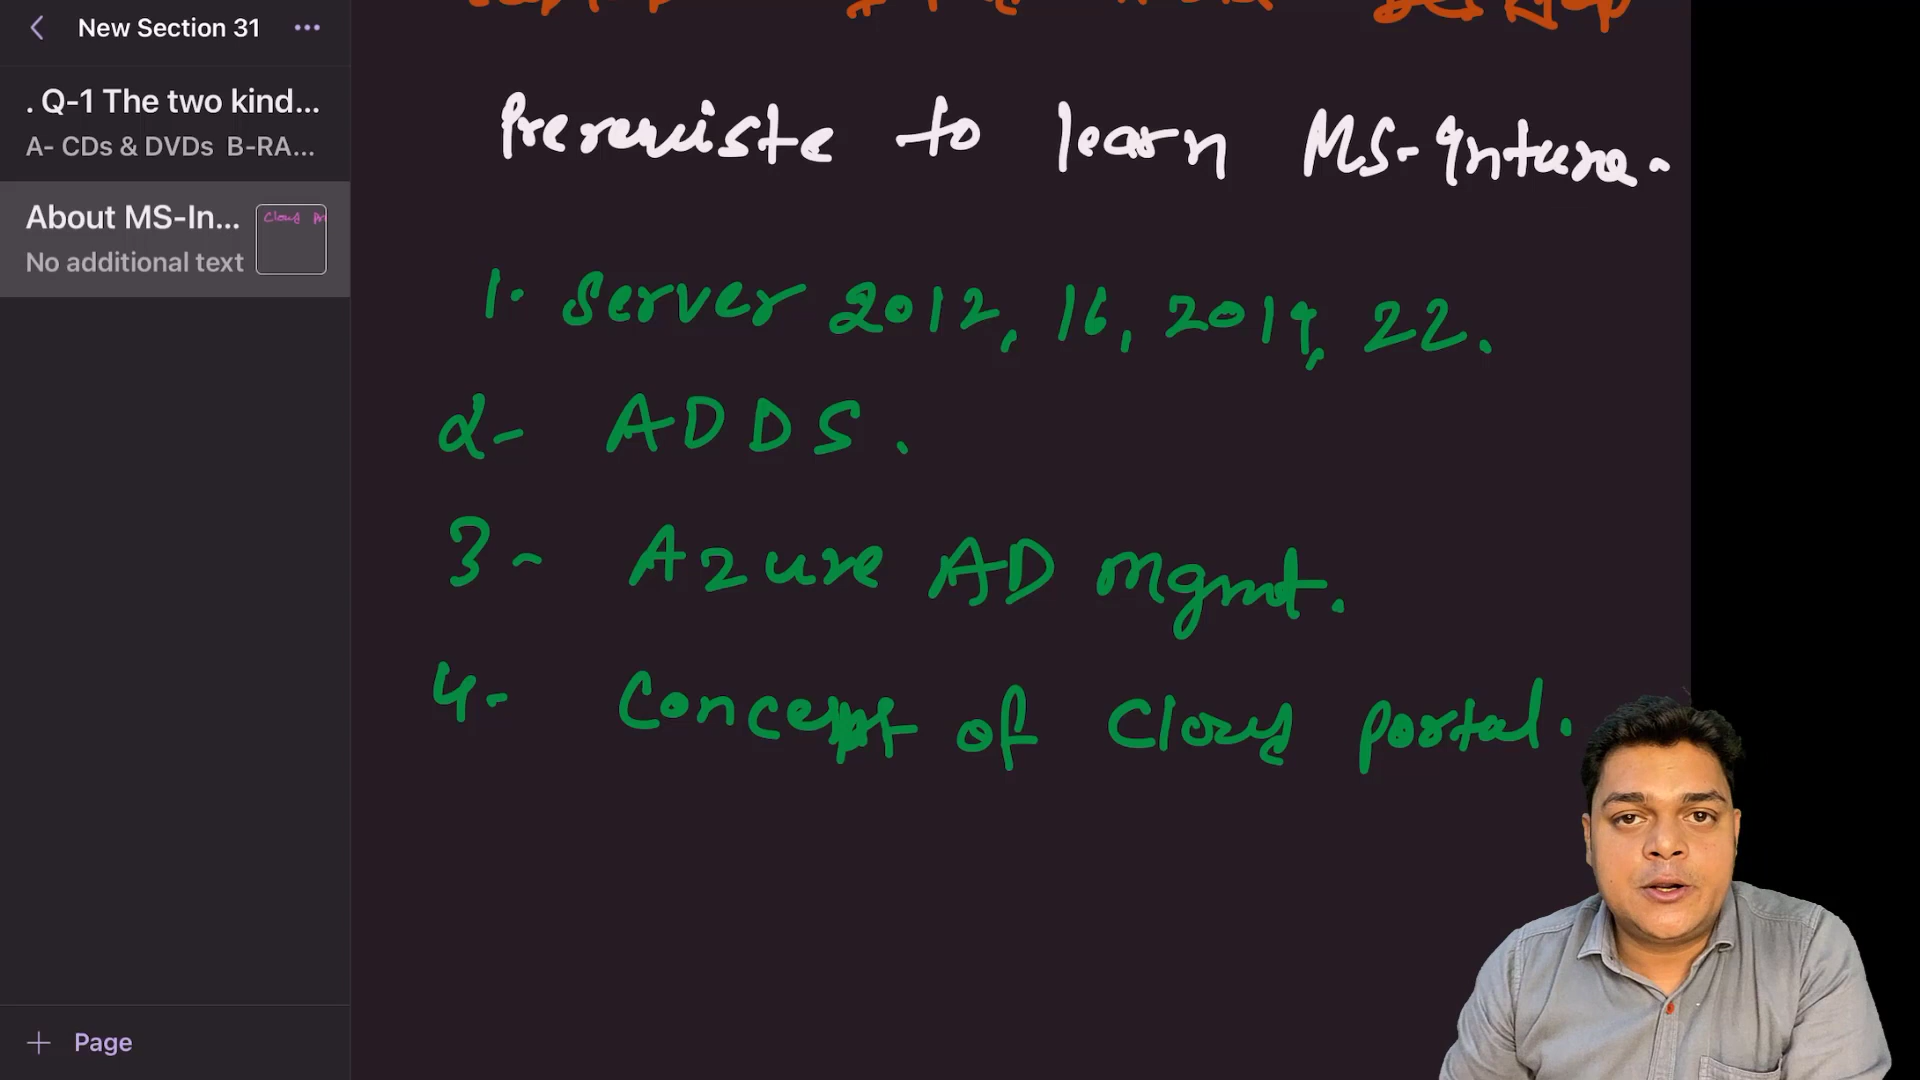 New Section 31 ...
. Q-1 The two kind...
A- CDs & DVDs B-RA...
About MS-In...
No additional text
+ Page
Desktop
Prerequiste to learn MS-Intune.
1. Server 2012, 16, 2019, 22.
2- ADDS.
3- Azure AD mgmt.
4- Concept of Cloud portal.